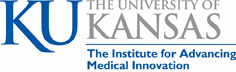 KU THE UNIVERSITY OF
KANSAS
The Institute for Advancing
Medical Innovation